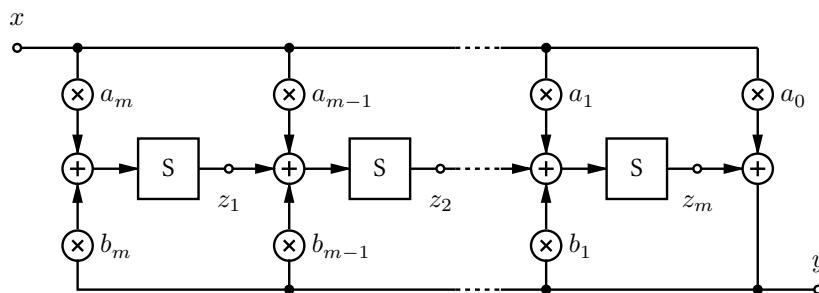 x
a_m a_{m−1} a_1 a_0
S S S
z_1 z_2 z_m
b_m b_{m−1} b_1
y